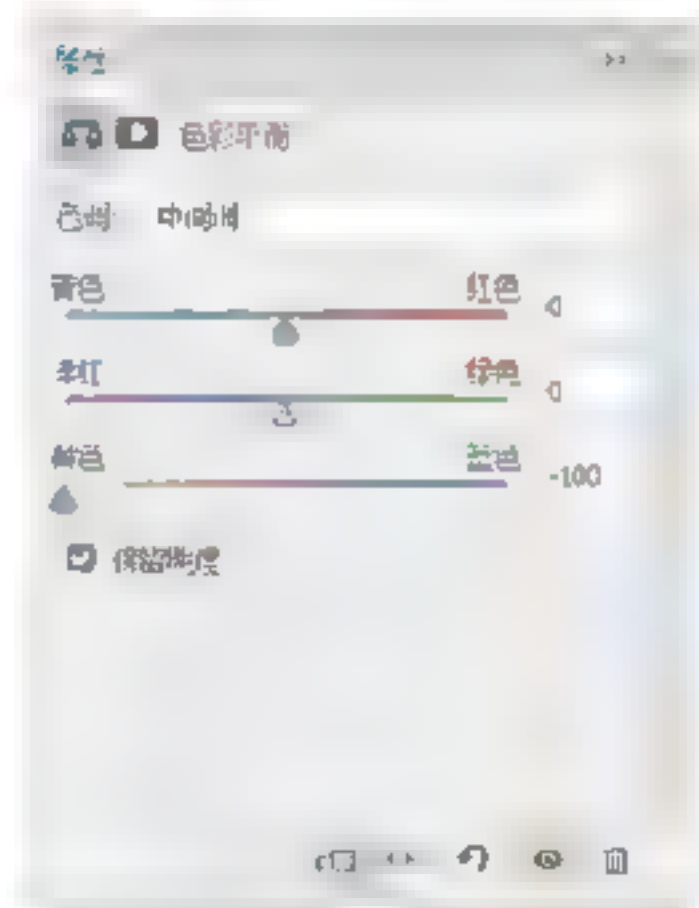 属性
色彩平衡
色调: 中间调
青色 红色 0
洋红 绿色 0
黄色 蓝色 -100
保留明度